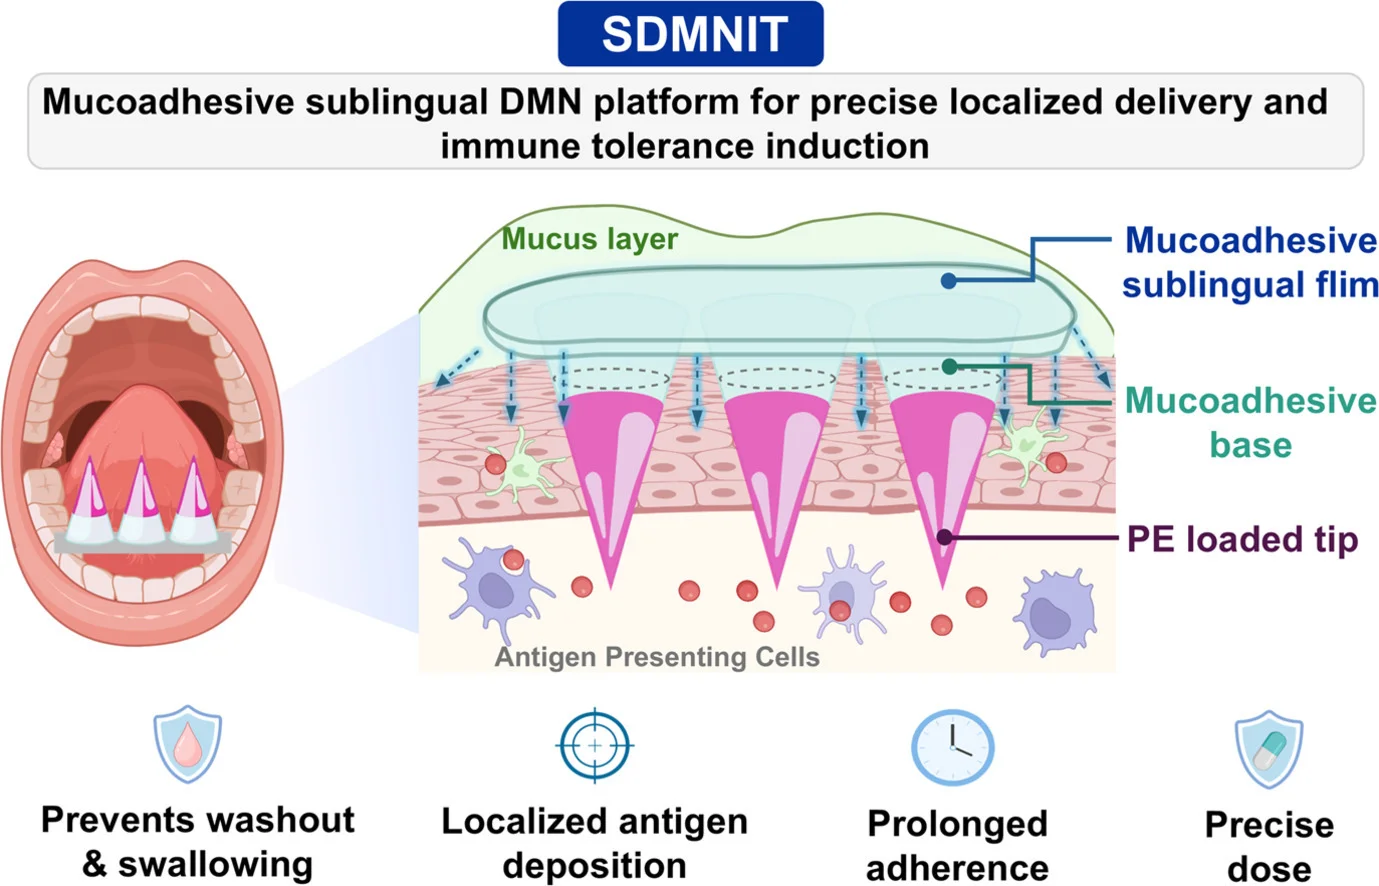 SDMNIT
Mucoadhesive sublingual DMN platform for precise localized delivery and
immune tolerance induction
Mucus layer
Mucoadhesive
sublingual flim
Mucoadhesive
base
PE loaded tip
Antigen Presenting Cells
Prevents washout
& swallowing
Localized antigen
deposition
Prolonged
adherence
Precise
dose